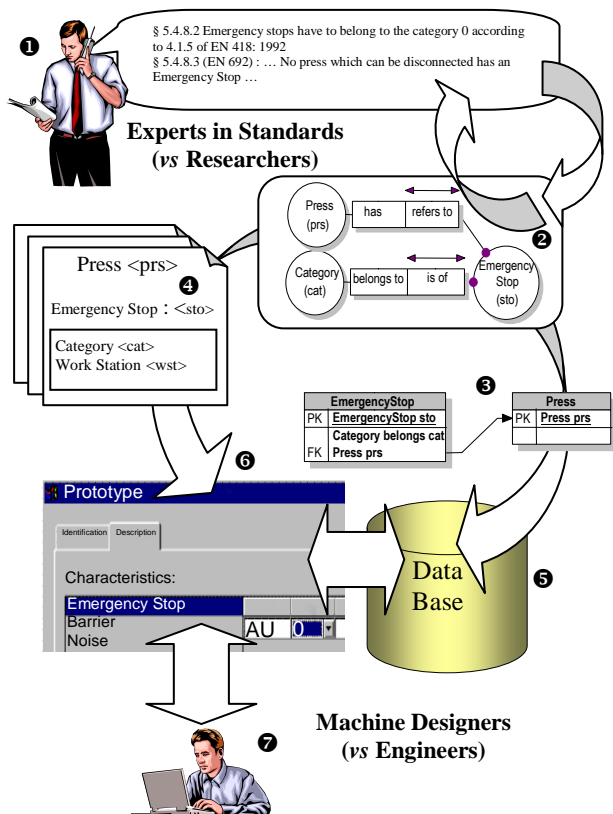 ❶
§ 5.4.8.2 Emergency stops have to belong to the category 0 according
to 4.1.5 of EN 418: 1992
§ 5.4.8.3 (EN 692) : … No press which can be disconnected has an
Emergency Stop …
Experts in Standards
(vs Researchers)
Press
(prs)
has
refers to
❷
Category
(cat)
belongs to
is of
Emergency
Stop
(sto)
Press <prs>
❹
Emergency Stop : <sto>
Category <cat>
Work Station <wst>
❸
EmergencyStop
PK EmergencyStop sto
Category belongs cat
FK Press prs
Press
PK Press prs
❻
Prototype
Identification Description
Characteristics:
Emergency Stop
Barrier
Noise
AU 0
Data
Base
❺
Machine Designers
(vs Engineers)
❼